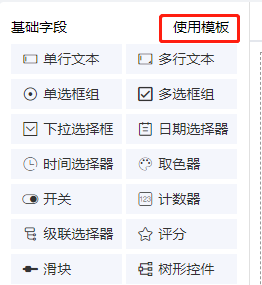 基础字段 使用模板
单行文本 多行文本
单选框组 多选框组
下拉选择框 日期选择器
时间选择器 取色器
开关 123 计数器
级联选择器 评分
滑块 树形控件